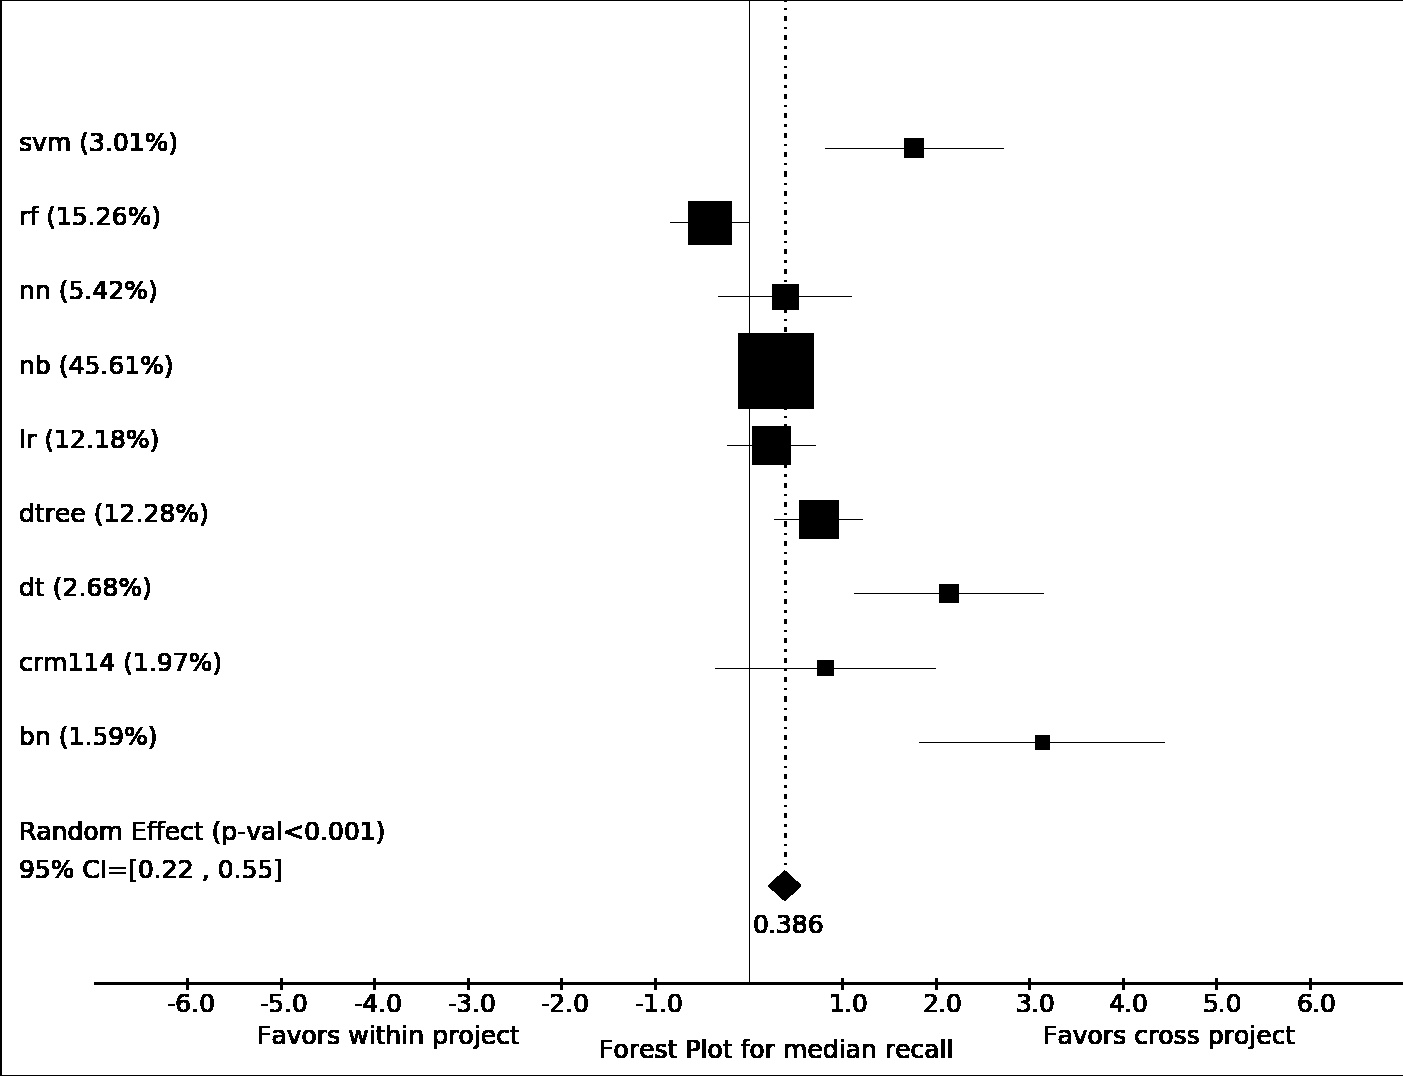 svm (3.01%)
rf (15.26%)
nn (5.42%)
nb (45.61%)
lr (12.18%)
dtree (12.28%)
dt (2.68%)
crm114 (1.97%)
bn (1.59%)
Random Effect (p-val<0.001)
95% CI=[0.22 , 0.55]
0.386
-6.0 -5.0 -4.0 -3.0 -2.0 -1.0 1.0 2.0 3.0 4.0 5.0 6.0
Favors within project Favors cross project
Forest Plot for median recall